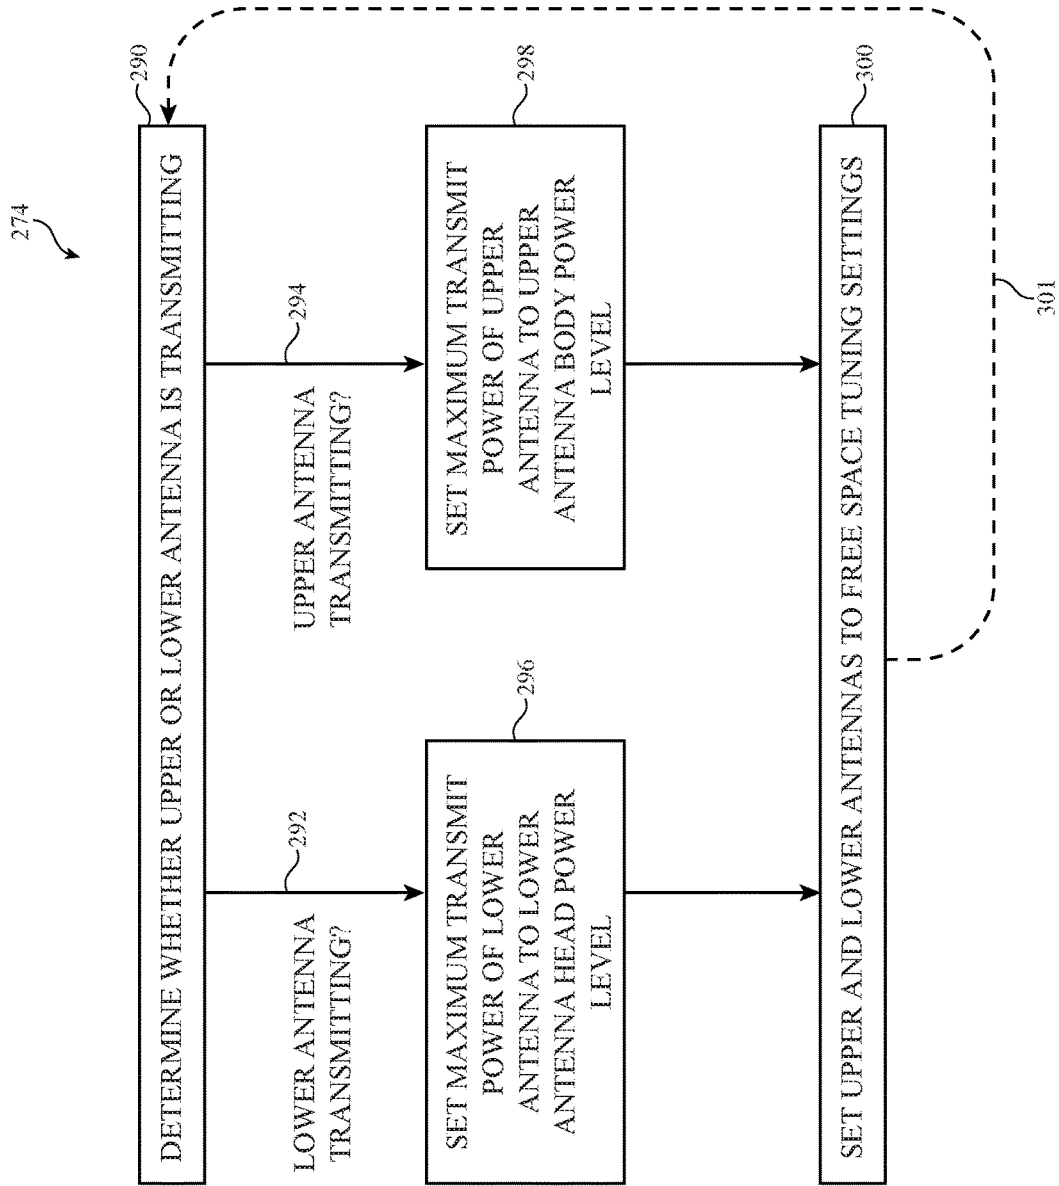 274
290
DETERMINE WHETHER UPPER OR LOWER ANTENNA IS TRANSMITTING
LOWER ANTENNA
TRANSMITTING?
292
UPPER ANTENNA
TRANSMITTING?
294
296
SET MAXIMUM TRANSMIT
POWER OF LOWER
ANTENNA TO LOWER
ANTENNA HEAD POWER
LEVEL
298
SET MAXIMUM TRANSMIT
POWER OF UPPER
ANTENNA TO UPPER
ANTENNA BODY POWER
LEVEL
300
SET UPPER AND LOWER ANTENNAS TO FREE SPACE TUNING SETTINGS
301